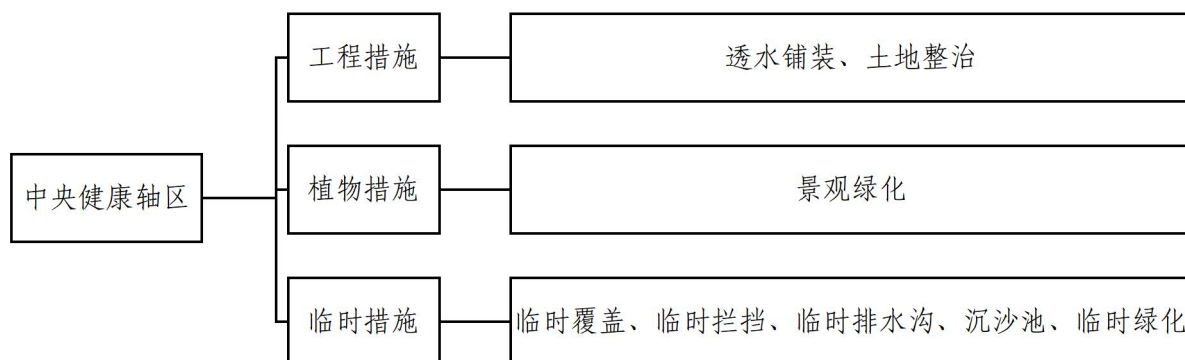 工程措施
透水铺装、土地整治
中央健康轴区
植物措施
景观绿化
临时措施
临时覆盖、临时拦挡、临时排水沟、沉沙池、临时绿化